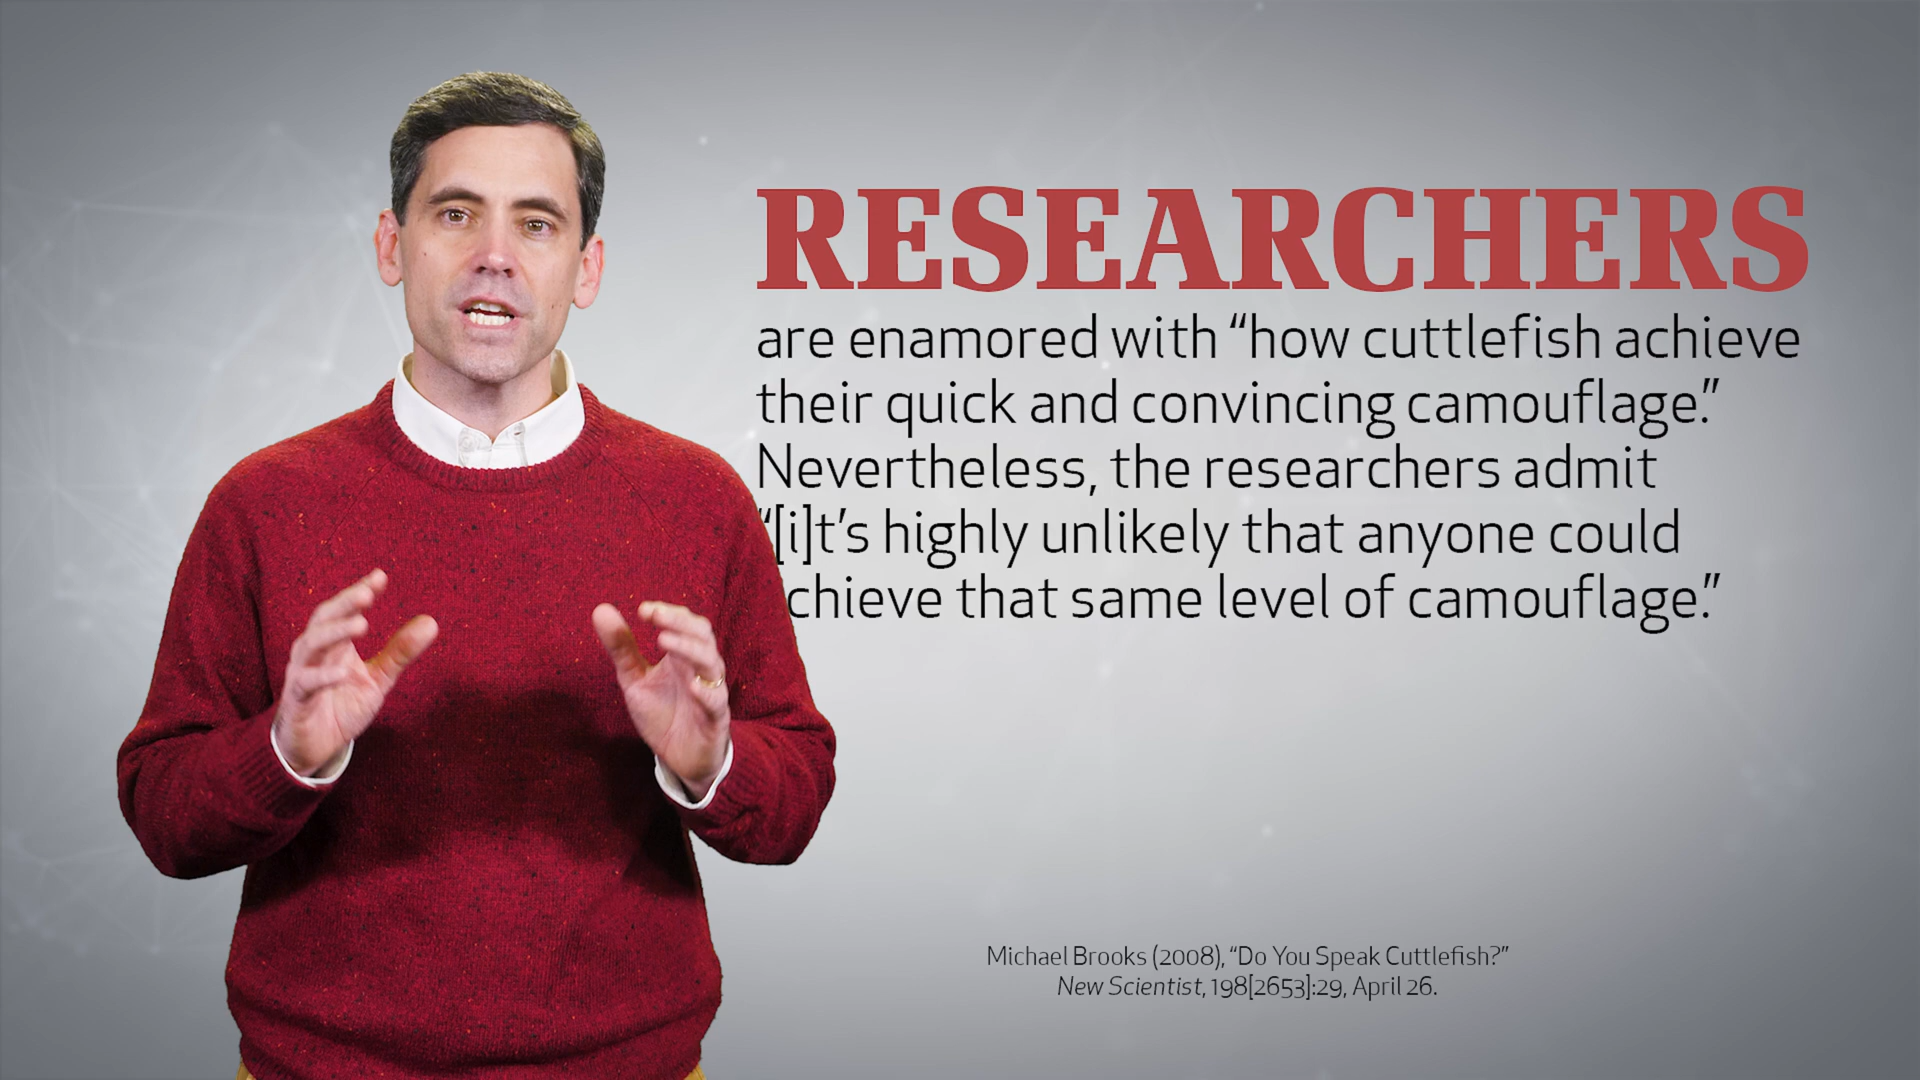 RESEARCHERS
are enamored with “how cuttlefish achieve
their quick and convincing camouflage.”
Nevertheless, the researchers admit
“[i]t’s highly unlikely that anyone could
chieve that same level of camouflage.”
Michael Brooks (2008), “Do You Speak Cuttlefish?”
New Scientist, 198[2653]:29, April 26.